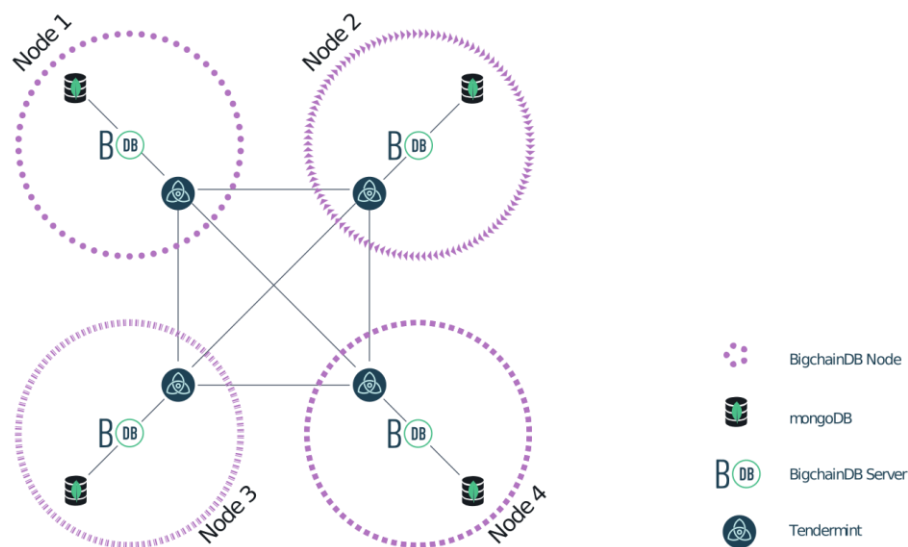 Node 1
Node 2
B DB
B DB
B DB
B DB
Node 3
Node 4
BigchainDB Node
mongoDB
B DB BigchainDB Server
Tendermint